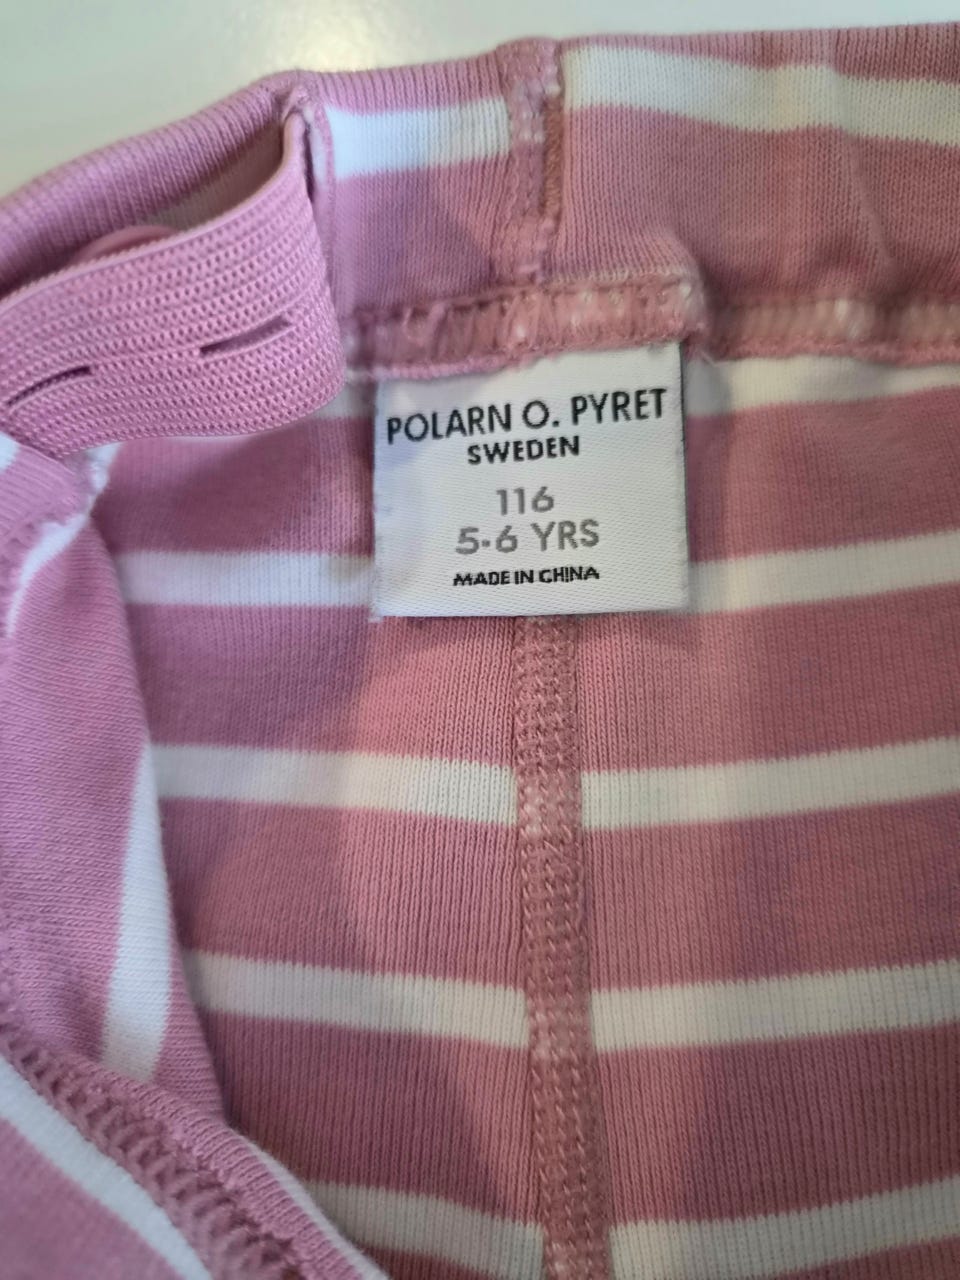 POLARN O. PYRET
SWEDEN
116
5-6 YRS
MADE IN CHINA